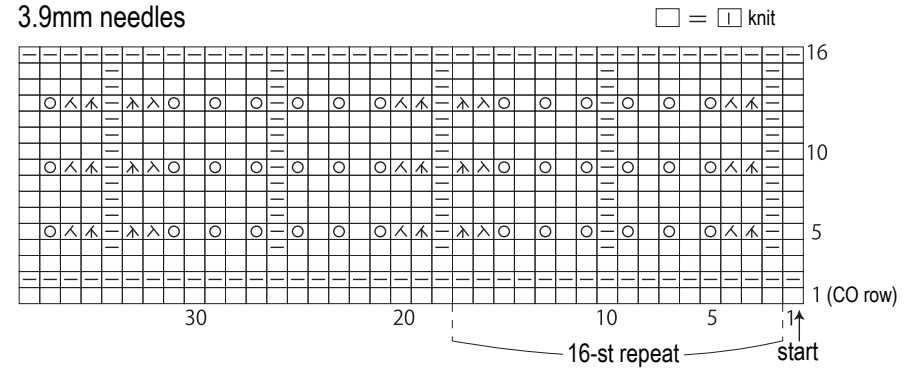 3.9mm needles
= knit
16
10
5
1 (CO row)
30 20 10 5 1
16-st repeat start